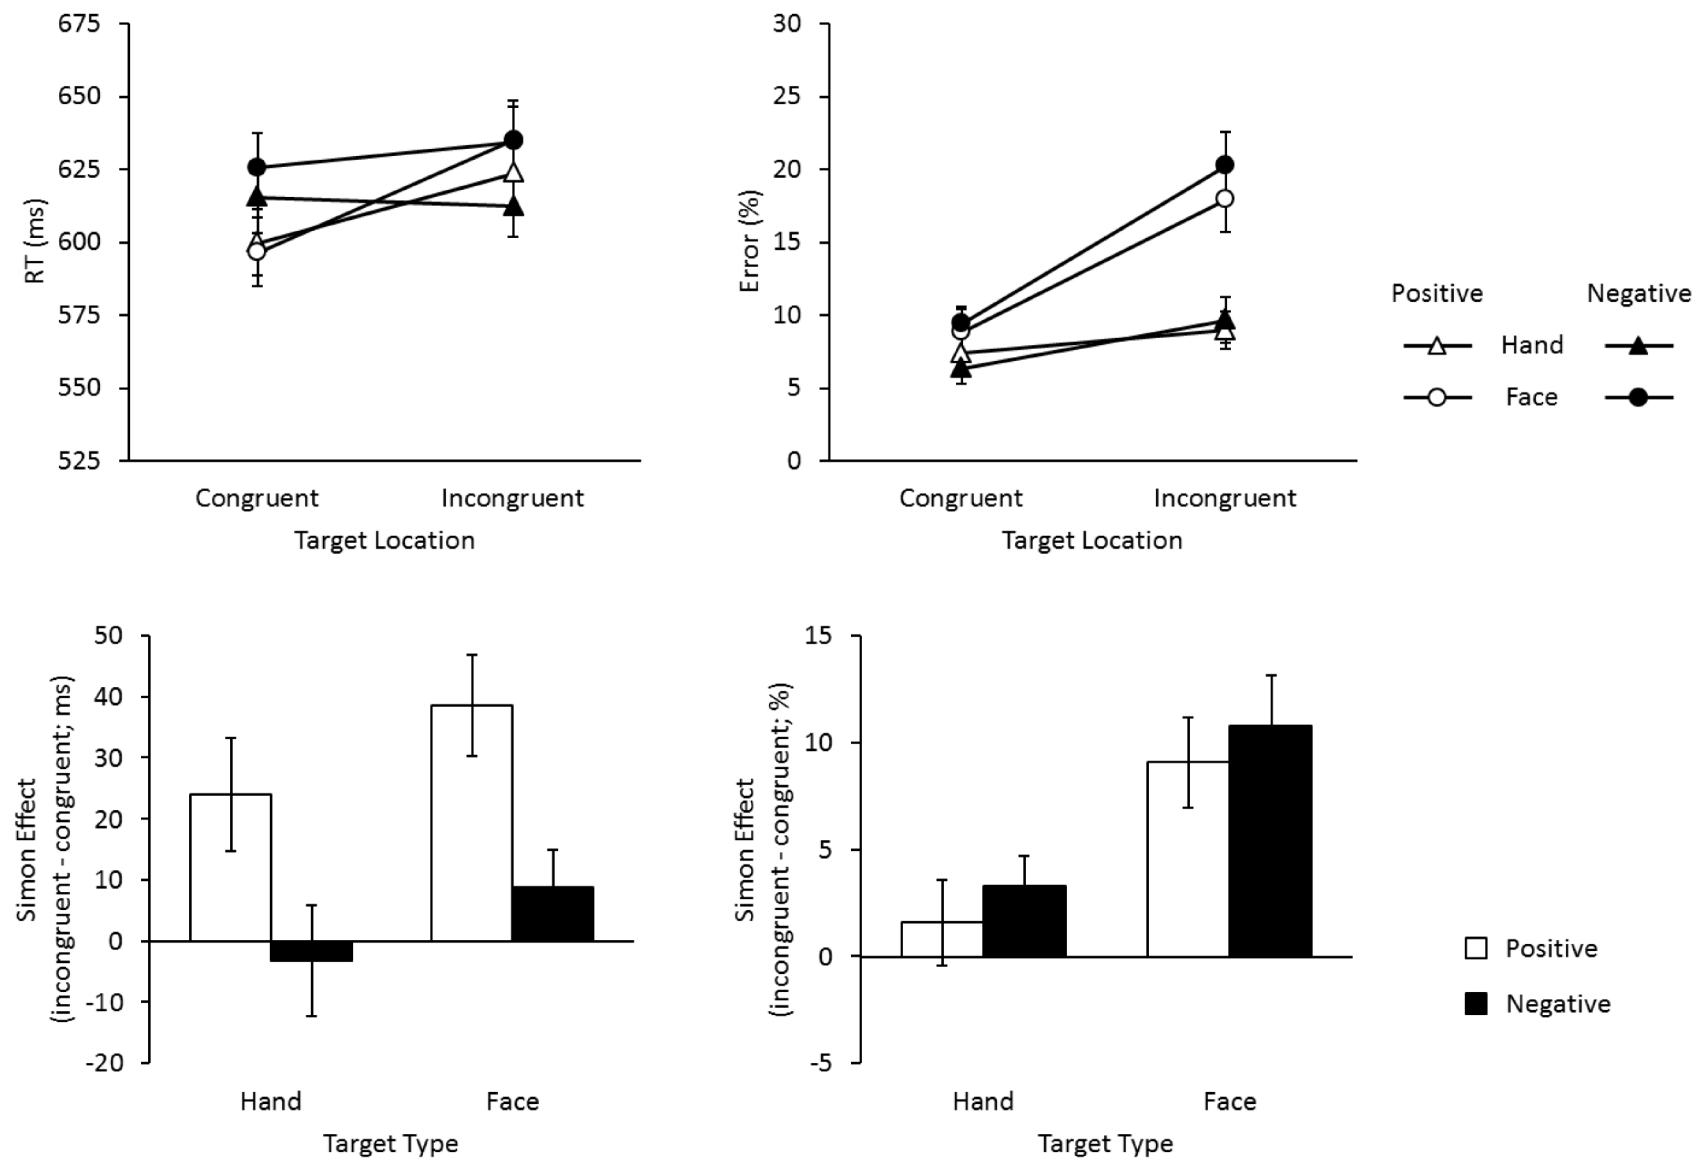 675
650
625
600
575
550
525
RT (ms)
Congruent
Incongruent
Target Location
30
25
20
15
10
5
0
Error (%)
Congruent
Incongruent
Target Location
Positive
Negative
Hand
Face
50
40
30
20
10
0
-10
-20
Simon Effect
(incongruent - congruent; ms)
Hand
Face
Target Type
15
10
5
0
-5
Simon Effect
(incongruent - congruent; %)
Hand
Face
Target Type
Positive
Negative